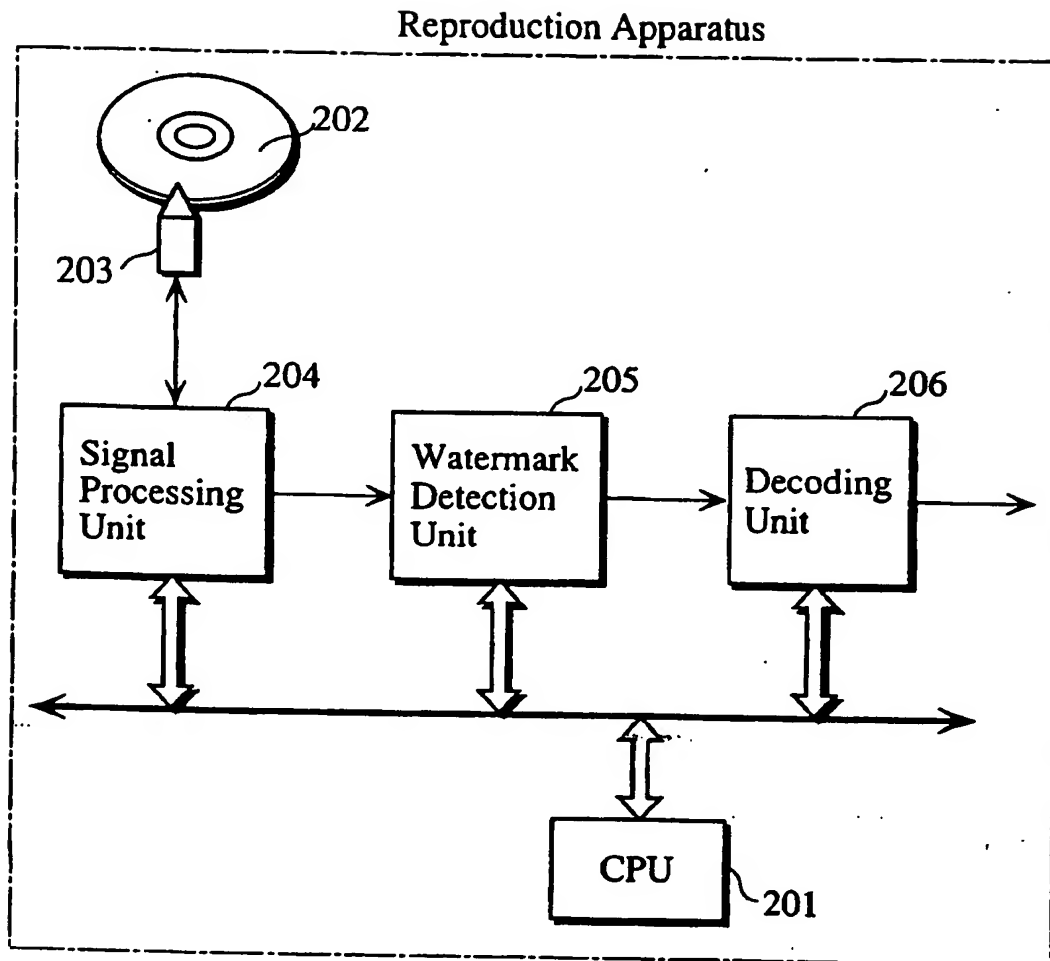 Reproduction Apparatus
202
203
204
205
206
Signal
Processing
Unit
Watermark
Detection
Unit
Decoding
Unit
CPU
201